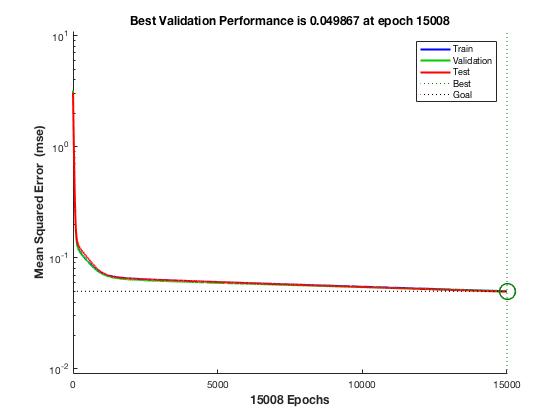 Best Validation Performance is 0.049867 at epoch 15008
10^1
10^0
10^-1
10^-2
Mean Squared Error (mse)
Train
Validation
Test
Best
Goal
0
5000
10000
15000
15008 Epochs